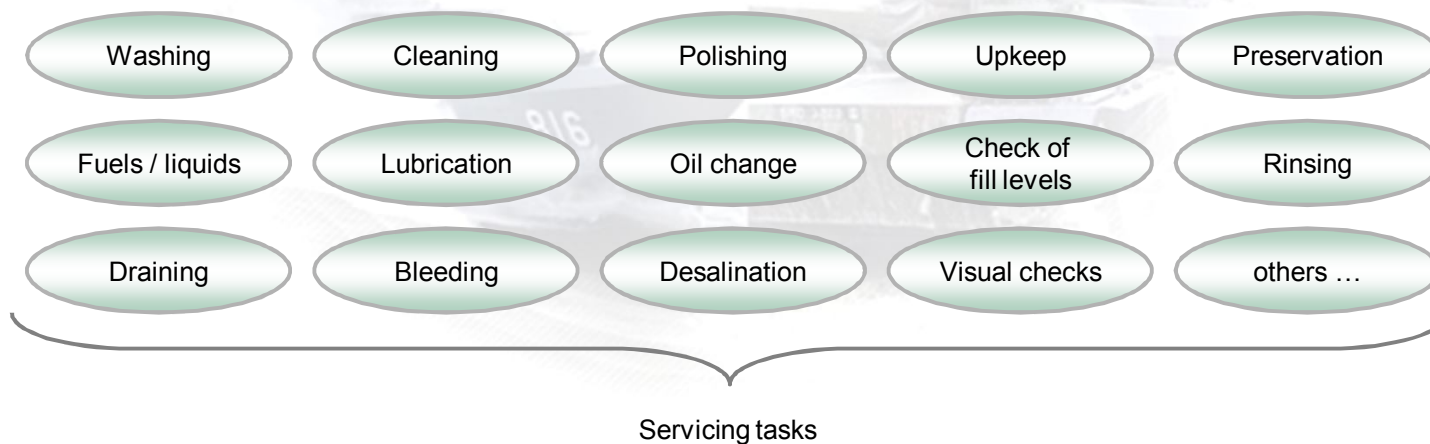 Washing
Cleaning
Polishing
Upkeep
Preservation
Fuels / liquids
Lubrication
Oil change
Check of
fill levels
Rinsing
Draining
Bleeding
Desalination
Visual checks
others …
816
Servicing tasks